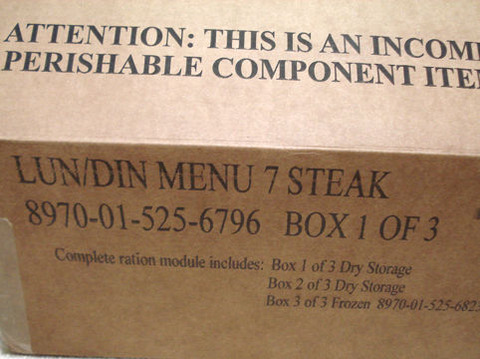 ATTENTION: THIS IS AN
PERISHABLE COMPONENT
LUN/DIN MENU 7 STEAK
8970-01-525-6796 BOX 1 OF 3
Complete ration module includes: Box 1 of 3 Dry Storage
Box 2 of 3 Dry Storage
Box 3 of 3 Frozen